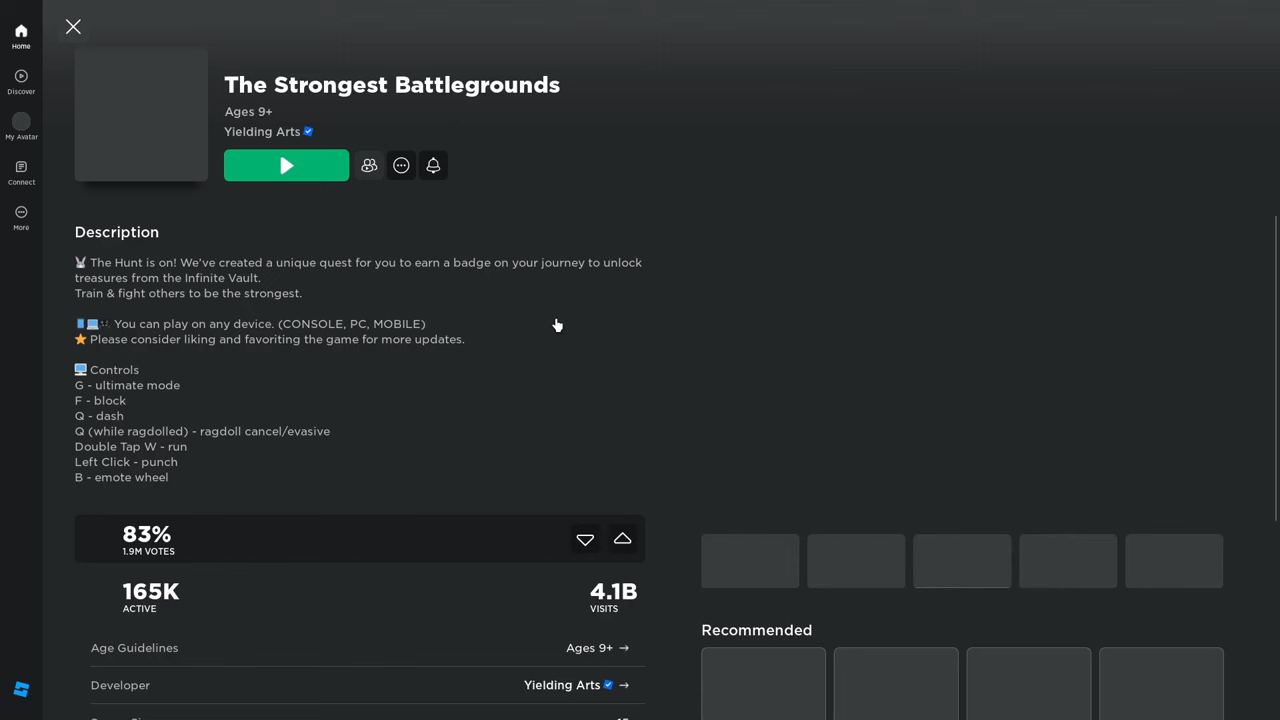 Home
Discover
My Avatar
Connect
More
The Strongest Battlegrounds
Ages 9+
Yielding Arts
Description
🐰 The Hunt is on! We've created a unique quest for you to earn a badge on your journey to unlock
treasures from the Infinite Vault.
Train & fight others to be the strongest.
📱💻🎮 You can play on any device. (CONSOLE, PC, MOBILE)
⭐ Please consider liking and favoriting the game for more updates.
🖥️ Controls
G - ultimate mode
F - block
Q - dash
Q (while ragdolled) - ragdoll cancel/evasive
Double Tap W - run
Left Click - punch
B - emote wheel
83%
1.9M VOTES
165K
ACTIVE
4.1B
VISITS
Age Guidelines
Ages 9+ →
Developer
Yielding Arts →
Recommended